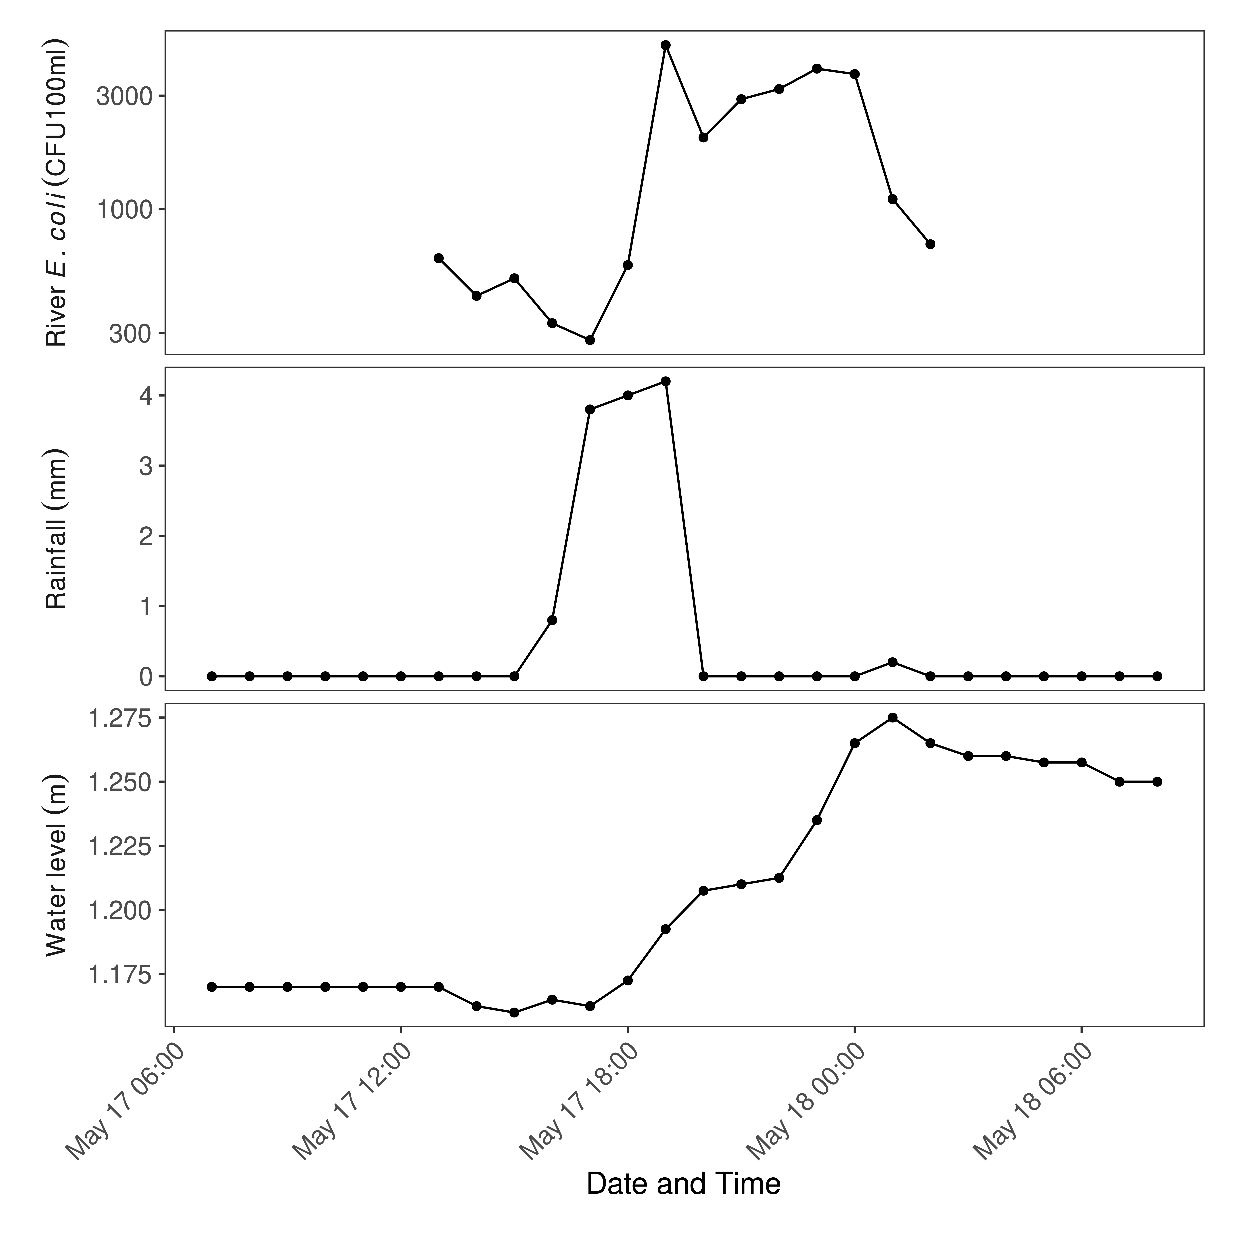 River E. coli (CFU100ml)
3000
1000
300
Rainfall (mm)
4
3
2
1
0
Water level (m)
1.275
1.250
1.225
1.200
1.175
May 17 06:00
May 17 12:00
May 17 18:00
May 18 00:00
May 18 06:00
Date and Time